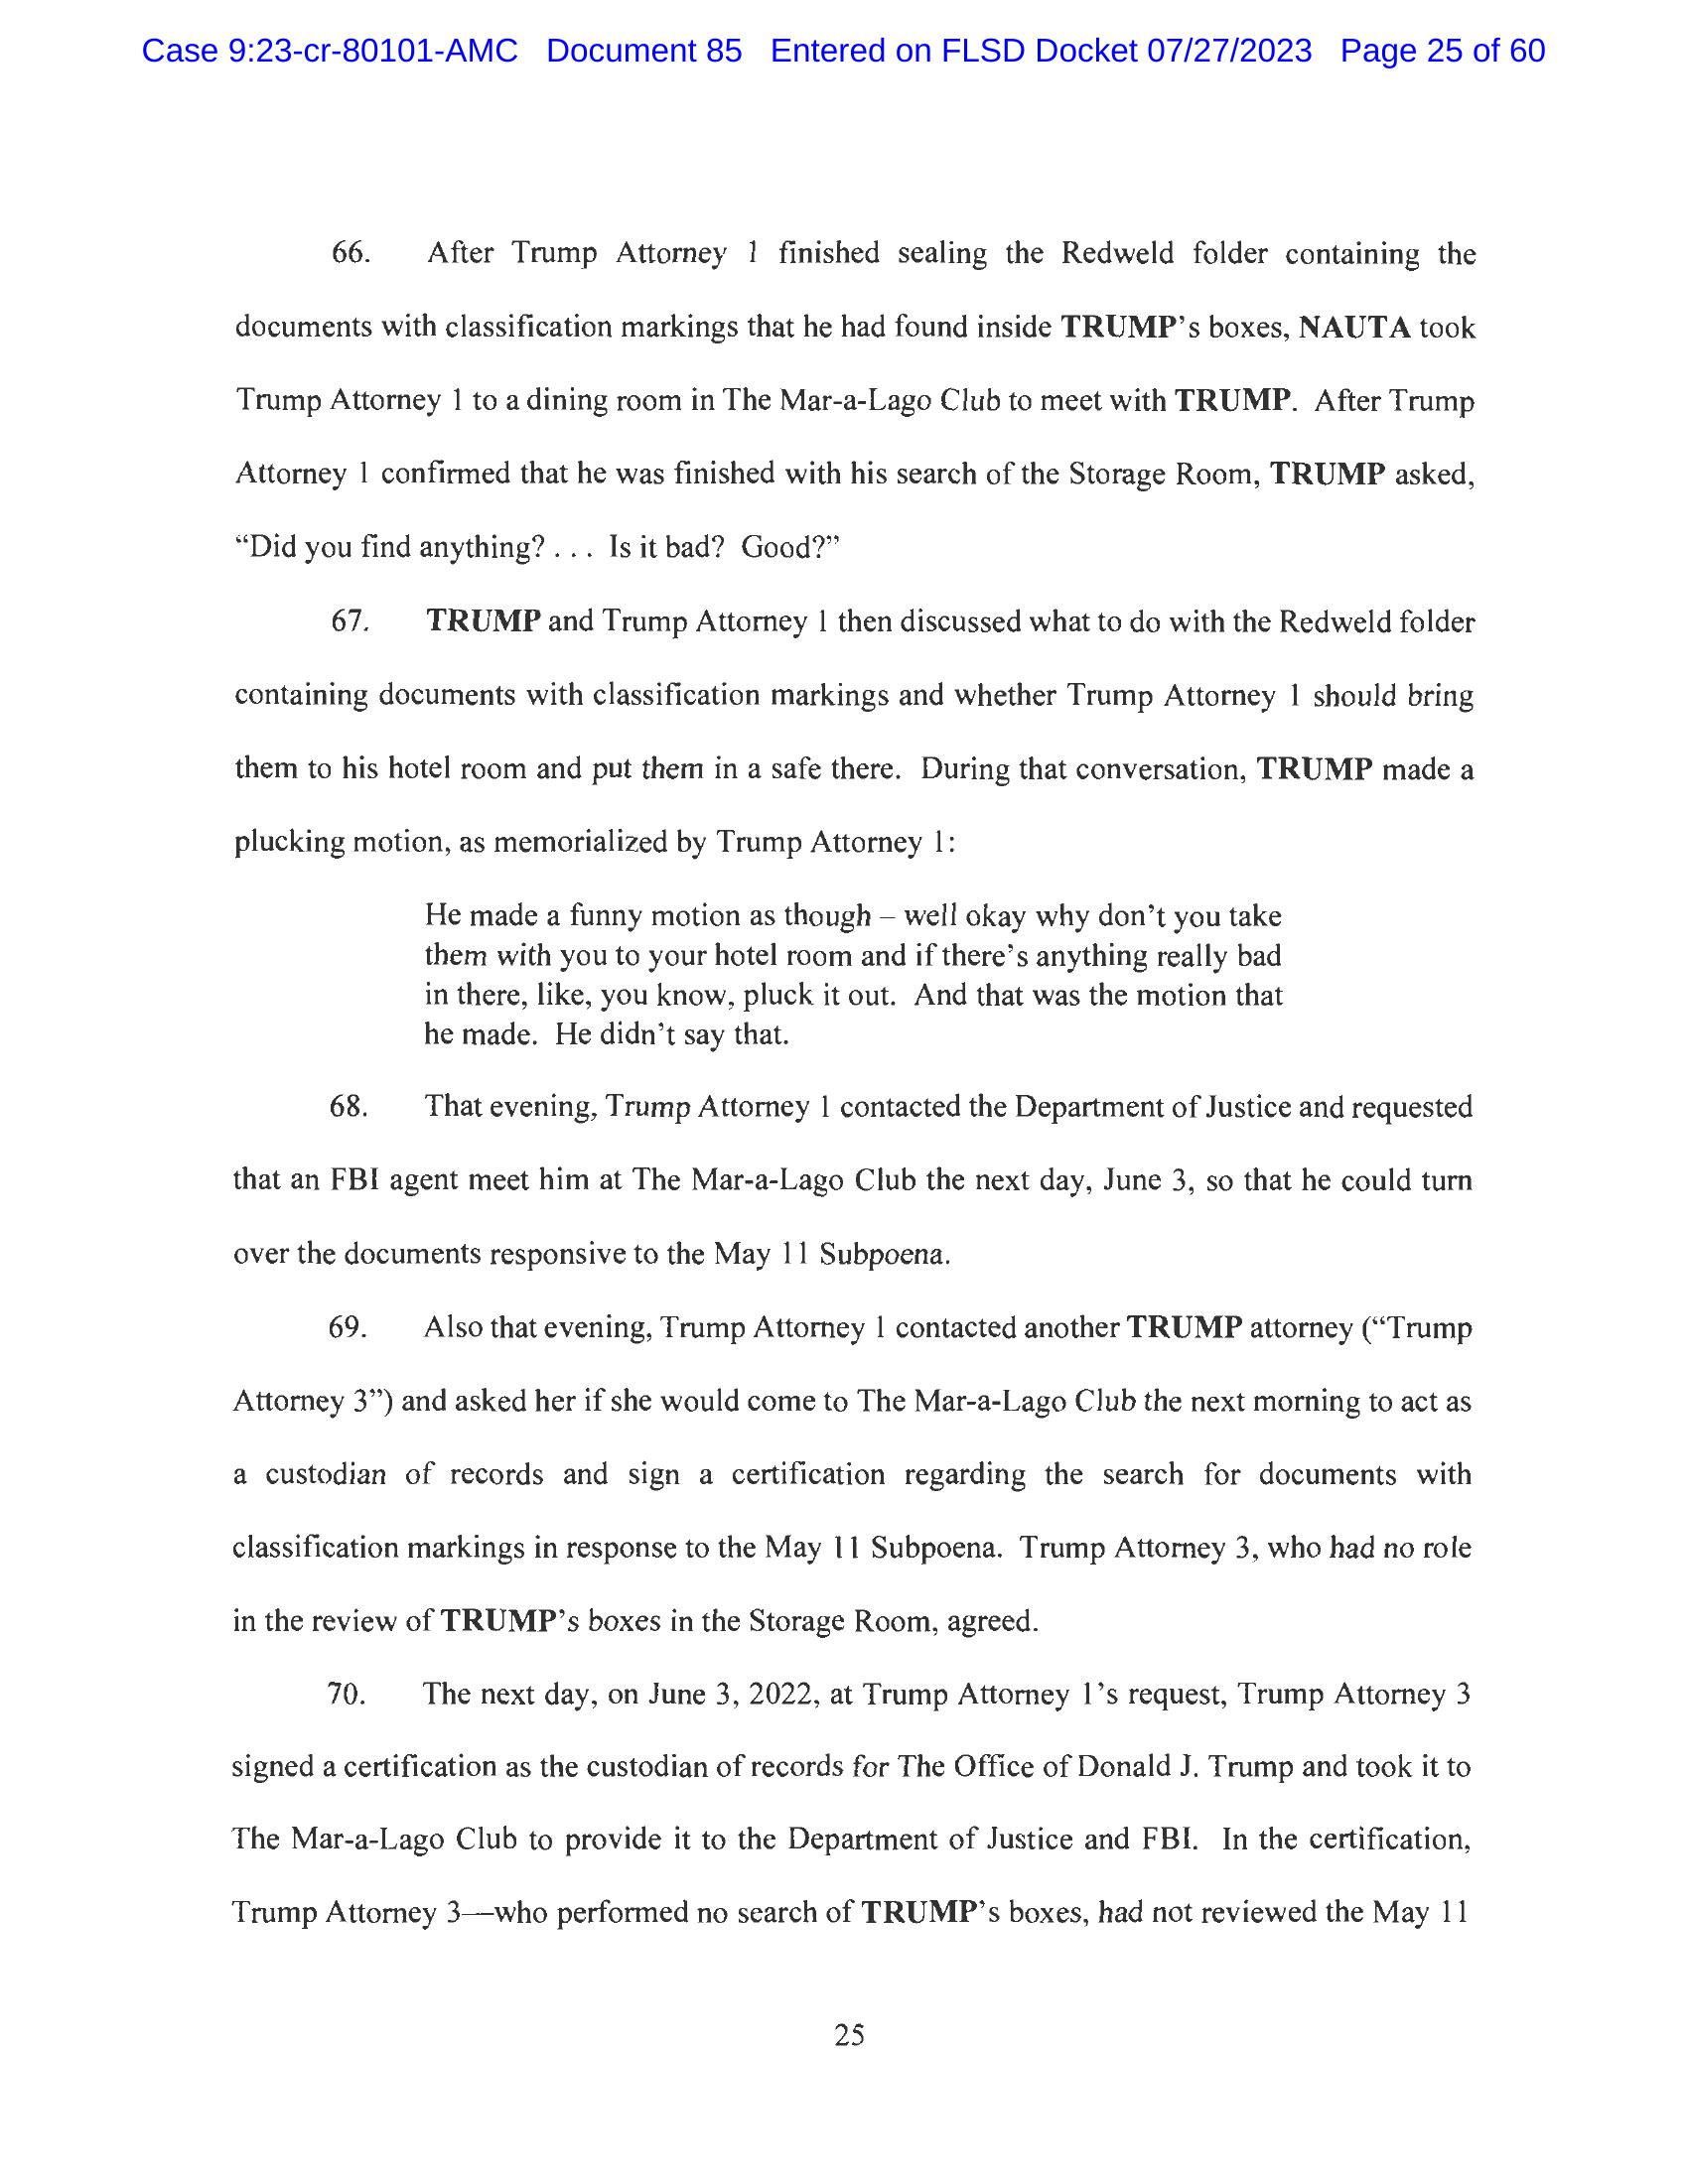 Case 9:23-cr-80101-AMC Document 85 Entered on FLSD Docket 07/27/2023 Page 25 of 60
66. After Trump Attorney 1 finished sealing the Redweld folder containing the
documents with classification markings that he had found inside TRUMP's boxes, NAUTA took
Trump Attorney 1 to a dining room in The Mar-a-Lago Club to meet with TRUMP. After Trump
Attorney 1 confirmed that he was finished with his search of the Storage Room, TRUMP asked,
“Did you find anything? . . . Is it bad? Good?”
67. TRUMP and Trump Attorney 1 then discussed what to do with the Redweld folder
containing documents with classification markings and whether Trump Attorney 1 should bring
them to his hotel room and put them in a safe there. During that conversation, TRUMP made a
plucking motion, as memorialized by Trump Attorney 1:
He made a funny motion as though – well okay why don't you take
them with you to your hotel room and if there's anything really bad
in there, like, you know, pluck it out. And that was the motion that
he made. He didn't say that.
68. That evening, Trump Attorney 1 contacted the Department of Justice and requested
that an FBI agent meet him at The Mar-a-Lago Club the next day, June 3, so that he could turn
over the documents responsive to the May 11 Subpoena.
69. Also that evening, Trump Attorney 1 contacted another TRUMP attorney (“Trump
Attorney 3”) and asked her if she would come to The Mar-a-Lago Club the next morning to act as
a custodian of records and sign a certification regarding the search for documents with
classification markings in response to the May 11 Subpoena. Trump Attorney 3, who had no role
in the review of TRUMP's boxes in the Storage Room, agreed.
70. The next day, on June 3, 2022, at Trump Attorney 1's request, Trump Attorney 3
signed a certification as the custodian of records for The Office of Donald J. Trump and took it to
The Mar-a-Lago Club to provide it to the Department of Justice and FBI. In the certification,
Trump Attorney 3—who performed no search of TRUMP's boxes, had not reviewed the May 11
25